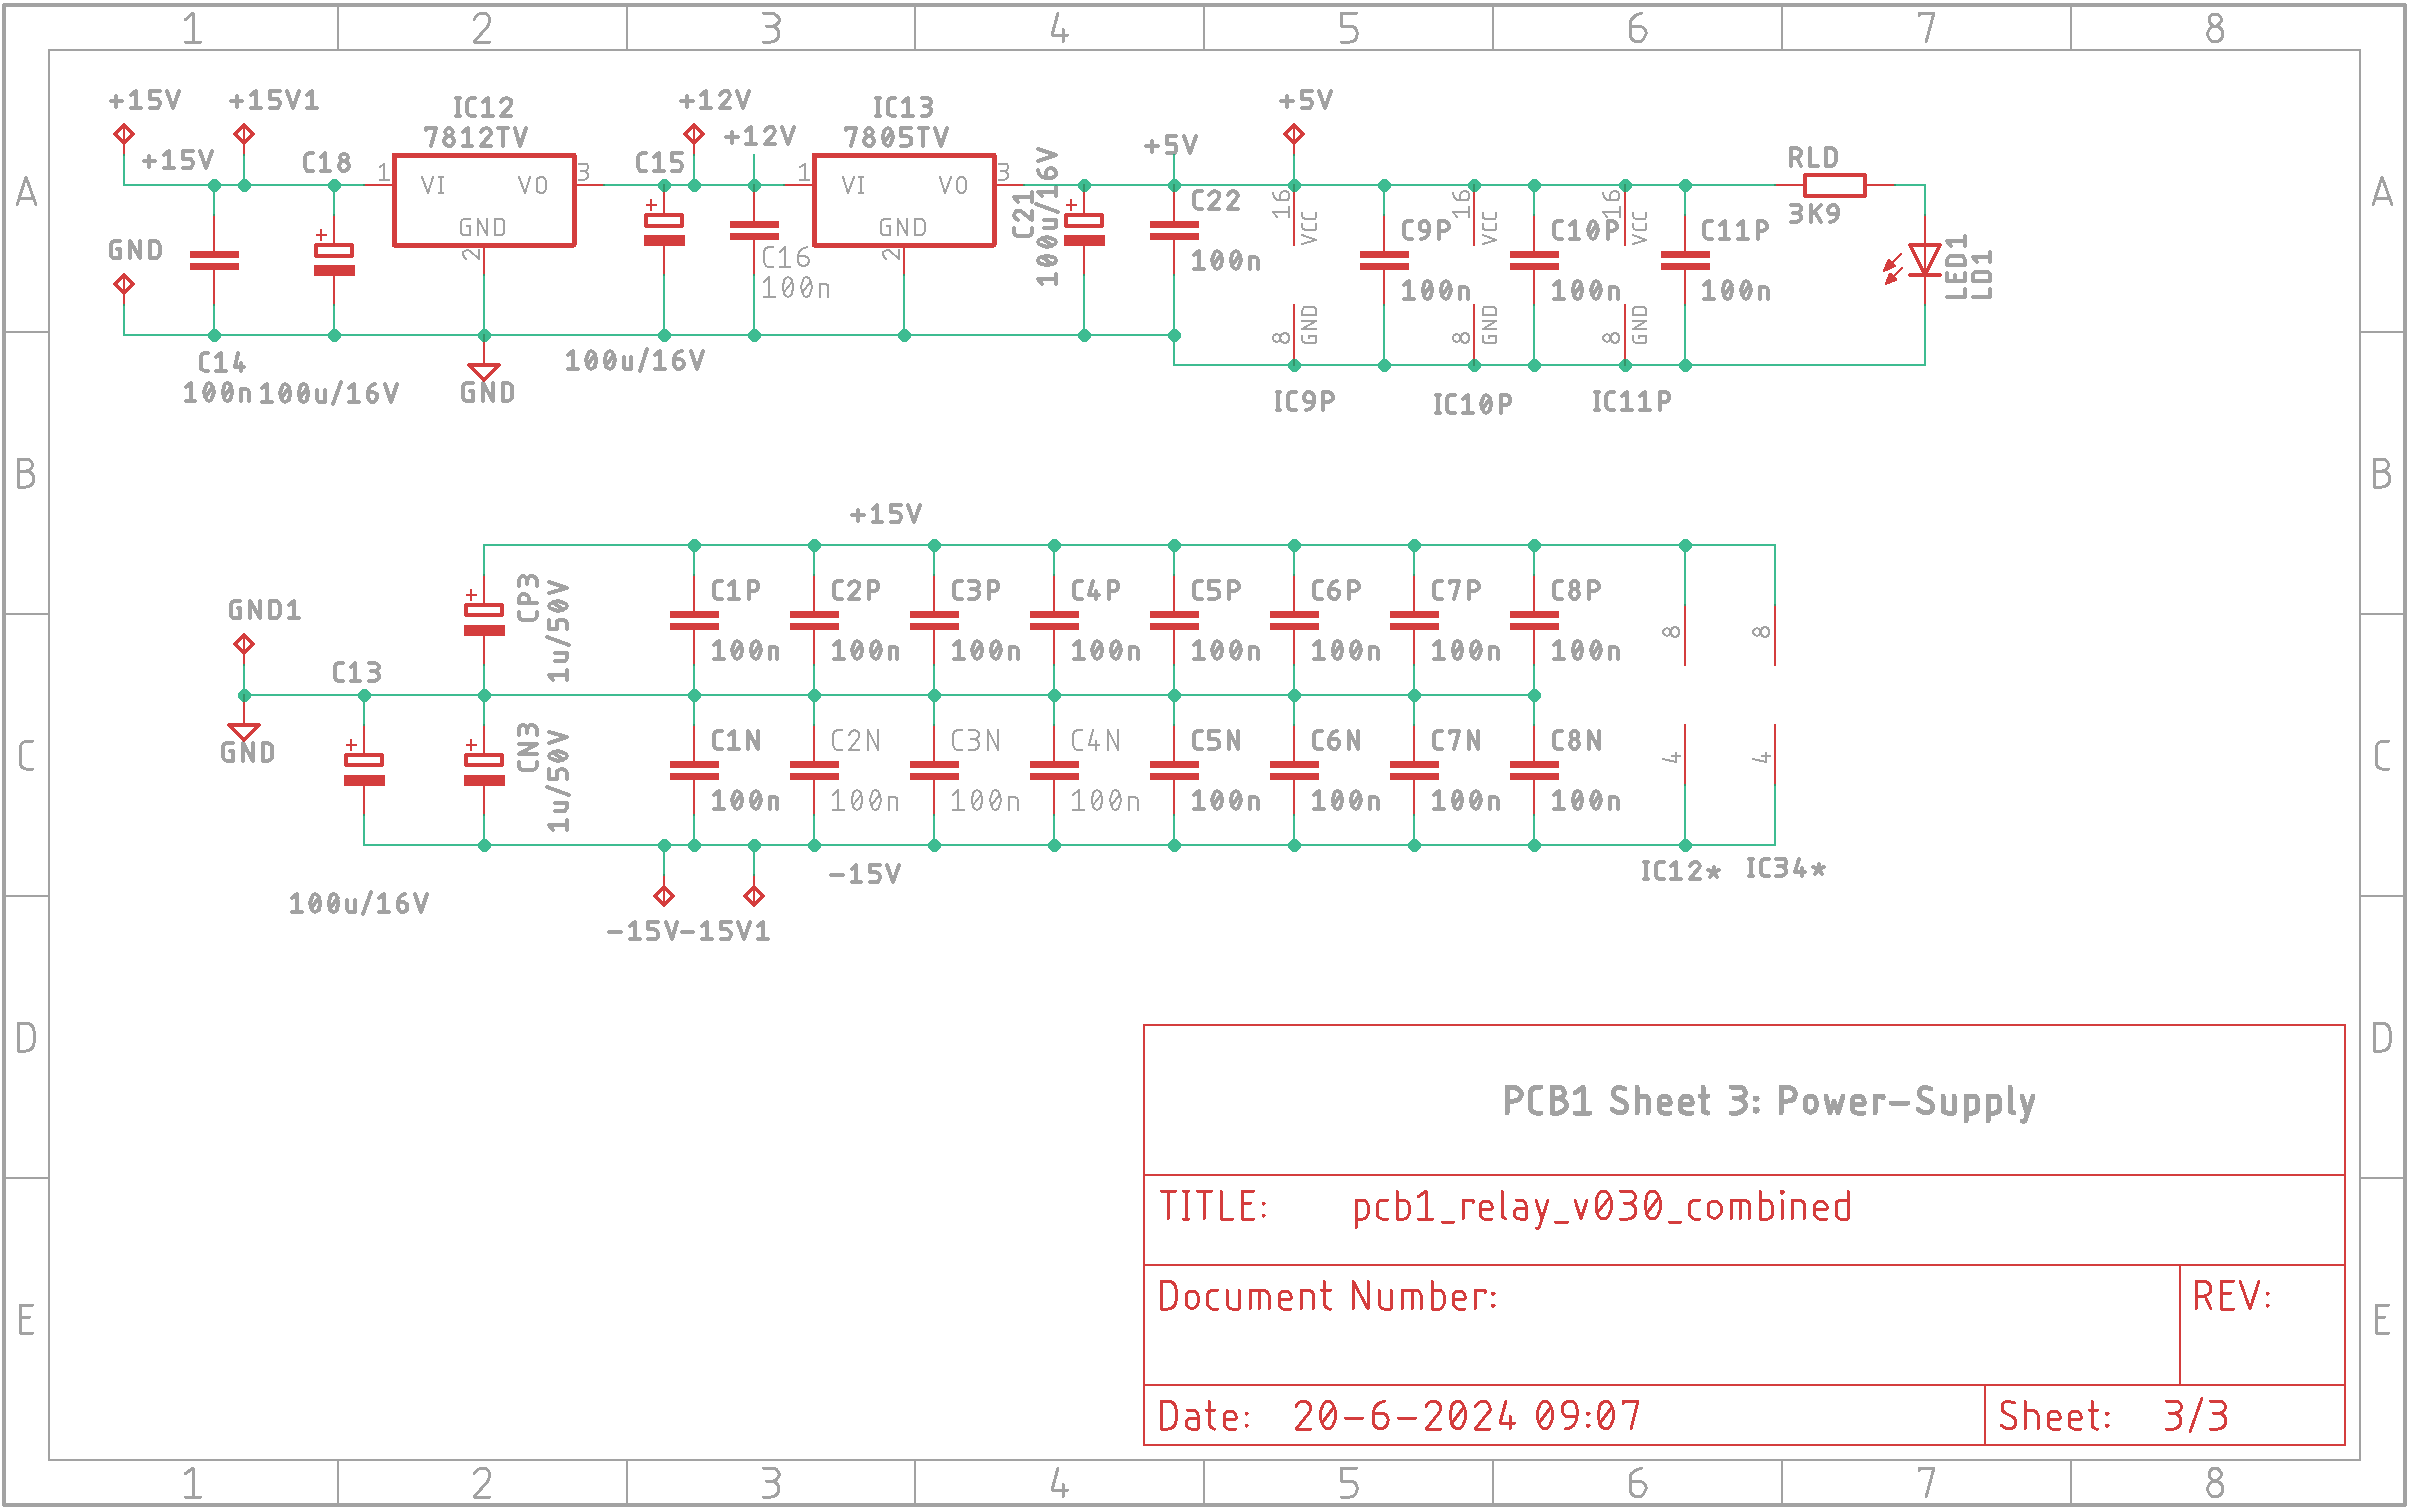 1 2 3 4 5 6 7 8
+15V +15V1 IC12 +12V IC13 +5V
7812TV +12V 7805TV
+15V C18 C15 +5V RLD
A 1 VI VO 3 1 VI VO 3 C21 100u/16V C22 16 VCC 16 VCC 16 VCC 3K9 A
GND GND 2 C16 GND 2 C9P C10P C11P
100n 100n 100n 100n 100n LED1 LD1
8 GND 8 GND 8 GND
C14 100u/16V
100n 100u/16V GND IC9P IC10P IC11P
B B
+15V
CP3 1u/50V C1P C2P C3P C4P C5P C6P C7P C8P
GND1 8 8
100n 100n 100n 100n 100n 100n 100n 100n
C13
C GND CN3 1u/50V C1N C2N C3N C4N C5N C6N C7N C8N 4 4 C
100n 100n 100n 100n 100n 100n 100n 100n
-15V IC12* IC34*
100u/16V
-15V -15V1
D D
PCB1 Sheet 3: Power-Supply
TITLE: pcb1_relay_v030_combined
Document Number: REV:
E E
Date: 20-6-2024 09:07 Sheet: 3/3
1 2 3 4 5 6 7 8